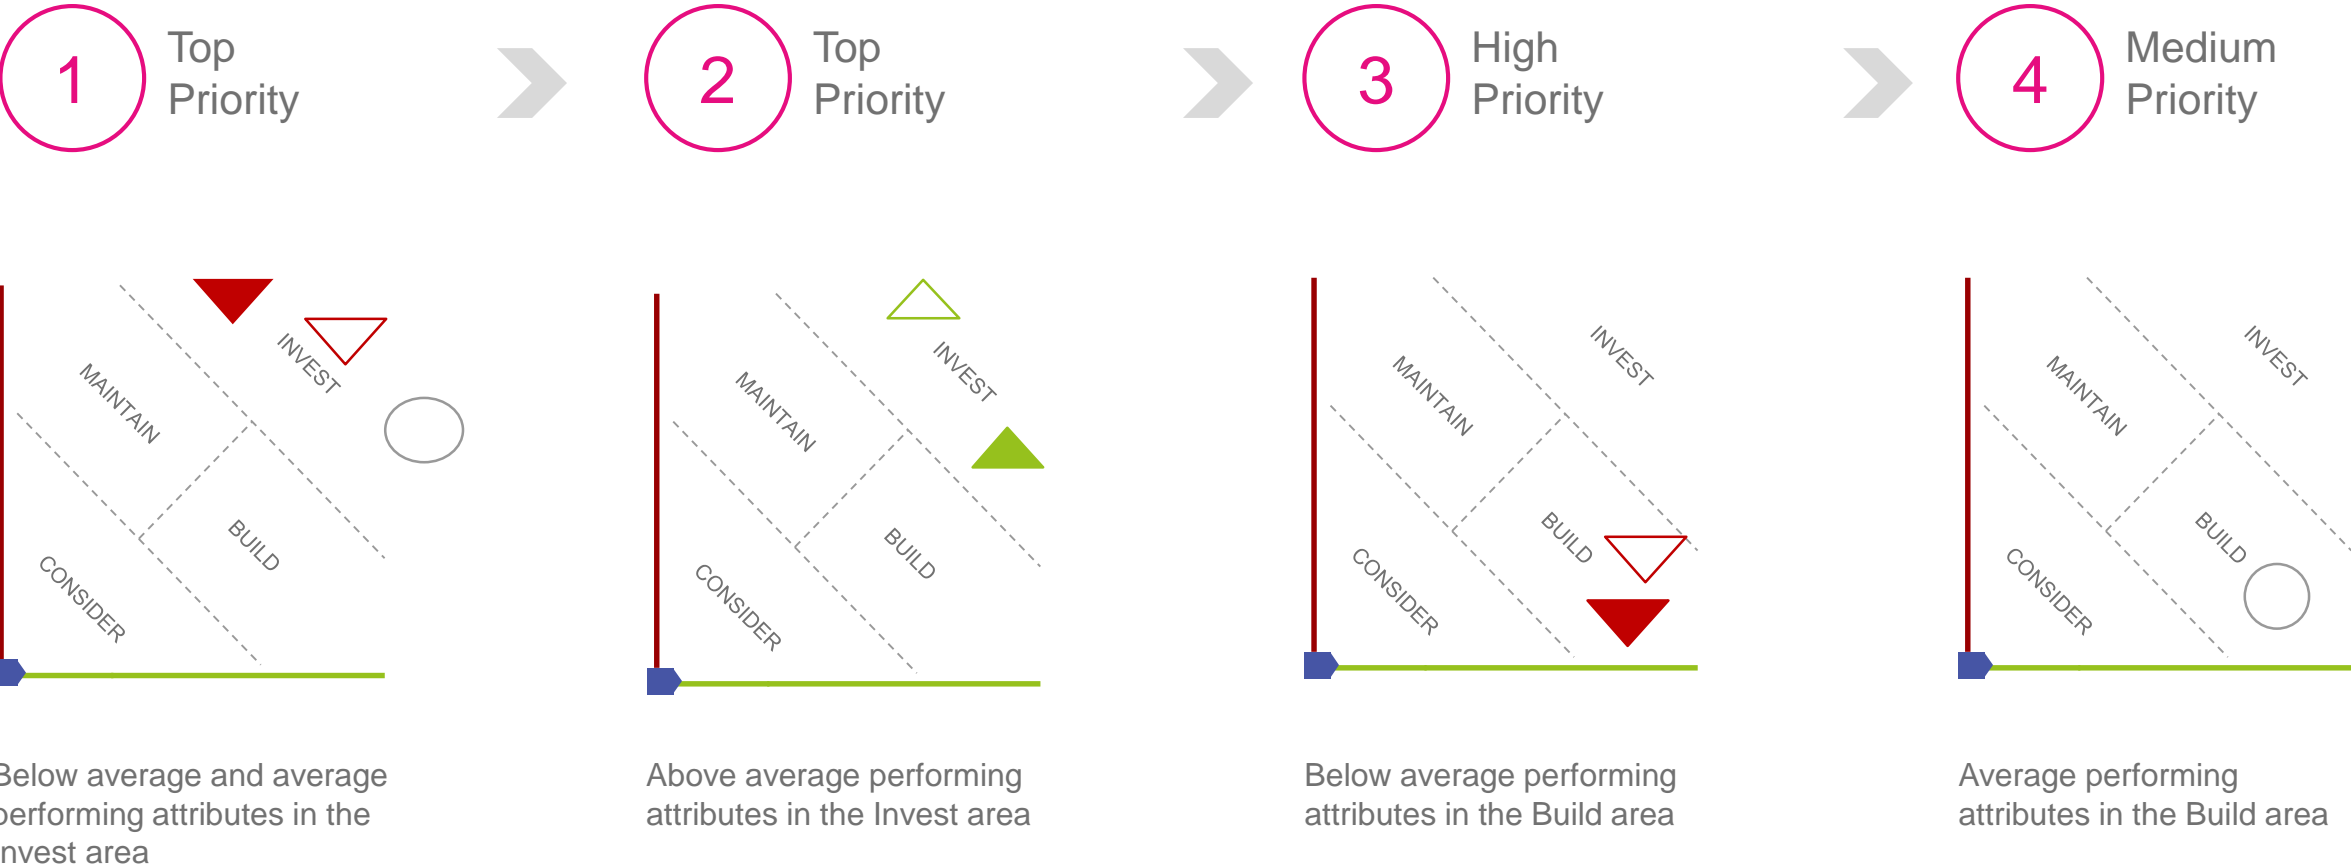 1
Top
Priority
2
Top
Priority
3
High
Priority
4
Medium
Priority
INVEST
MAINTAIN
BUILD
CONSIDER
INVEST
MAINTAIN
BUILD
CONSIDER
INVEST
MAINTAIN
BUILD
CONSIDER
INVEST
MAINTAIN
BUILD
CONSIDER
Below average and average
performing attributes in the
Invest area
Above average performing
attributes in the Invest area
Below average performing
attributes in the Build area
Average performing
attributes in the Build area